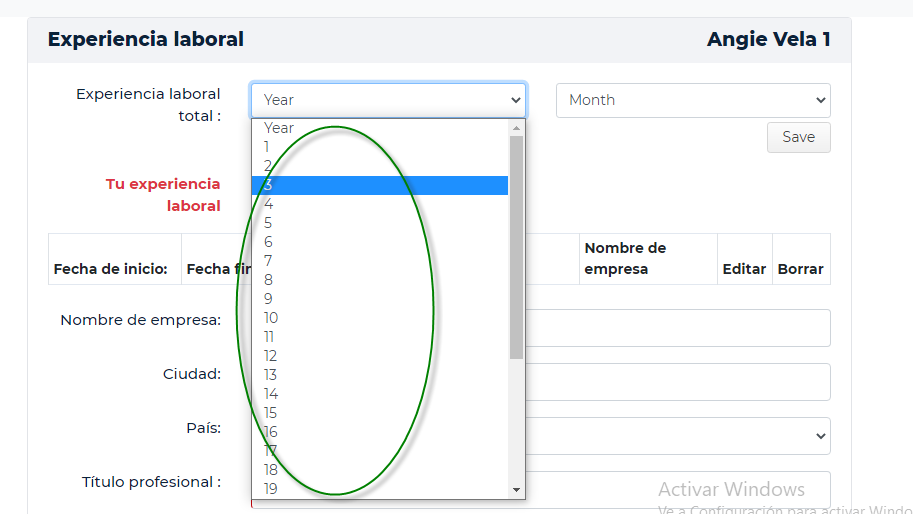 Experiencia laboral
Angie Vela 1
Experiencia laboral
total :
Year
Month
Save
Year
1
2
3
4
5
6
7
8
9
10
11
12
13
14
15
16
17
18
19
Tu experiencia
laboral
Fecha de inicio:
Fecha fin
Nombre de
empresa
Editar
Borrar
Nombre de empresa:
Ciudad:
País:
Título profesional :
Activar Windows
Ve a Configuración para activar Windo